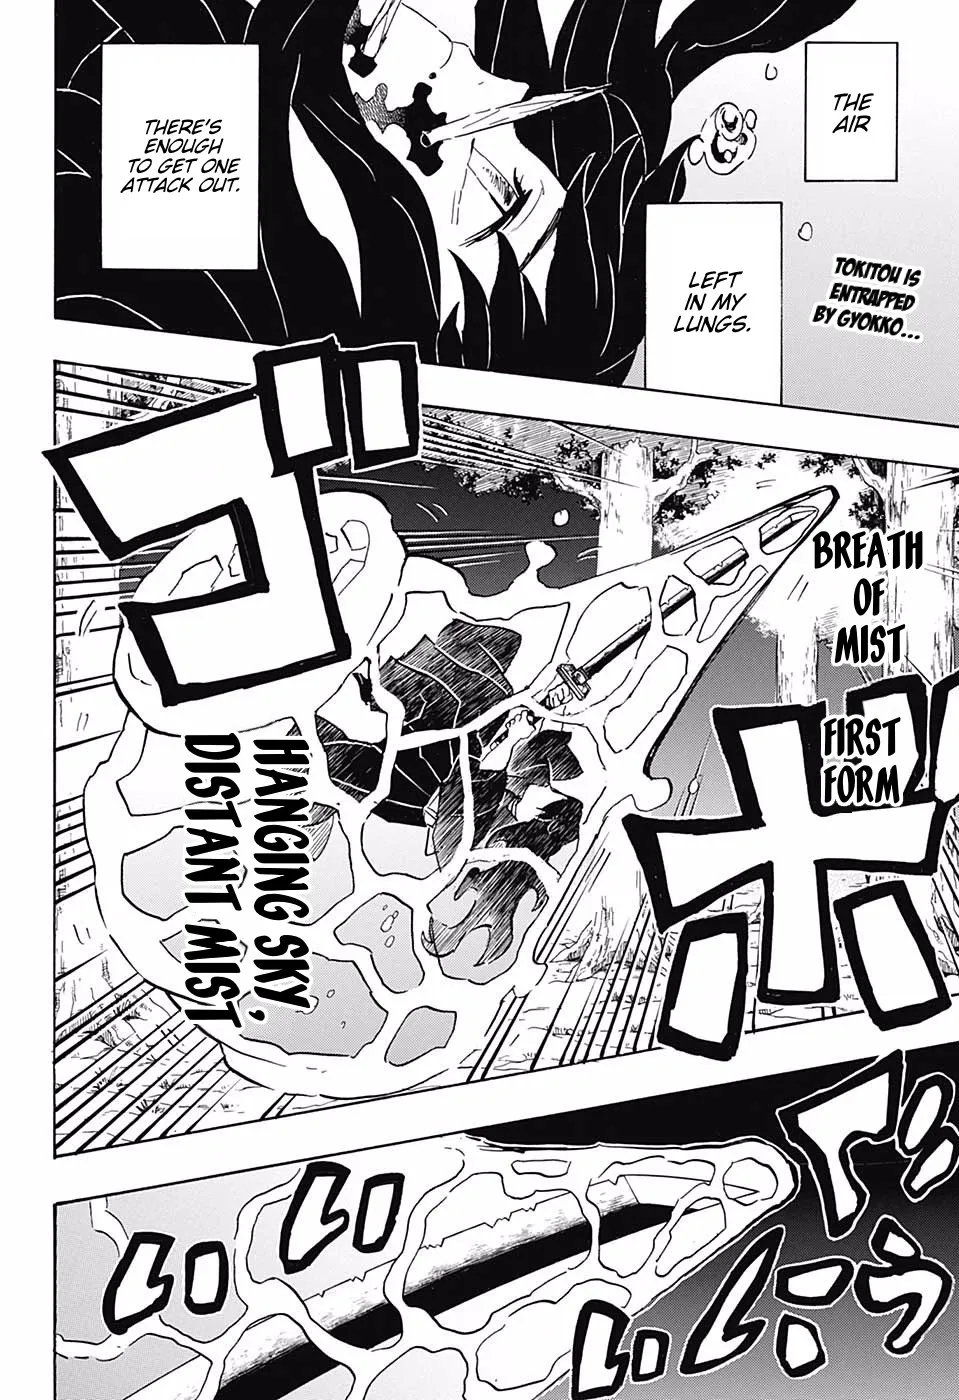 THE
AIR
LEFT
IN MY
LUNGS.
THERE'S
ENOUGH
TO GET ONE
ATTACK OUT.
TOKITOU IS
ENTRAPPED
BY GYOKKO...
BREATH
OF
MIST
FIRST
FORM
HANGING SKY,
DISTANT MIST
ゴ
ボ